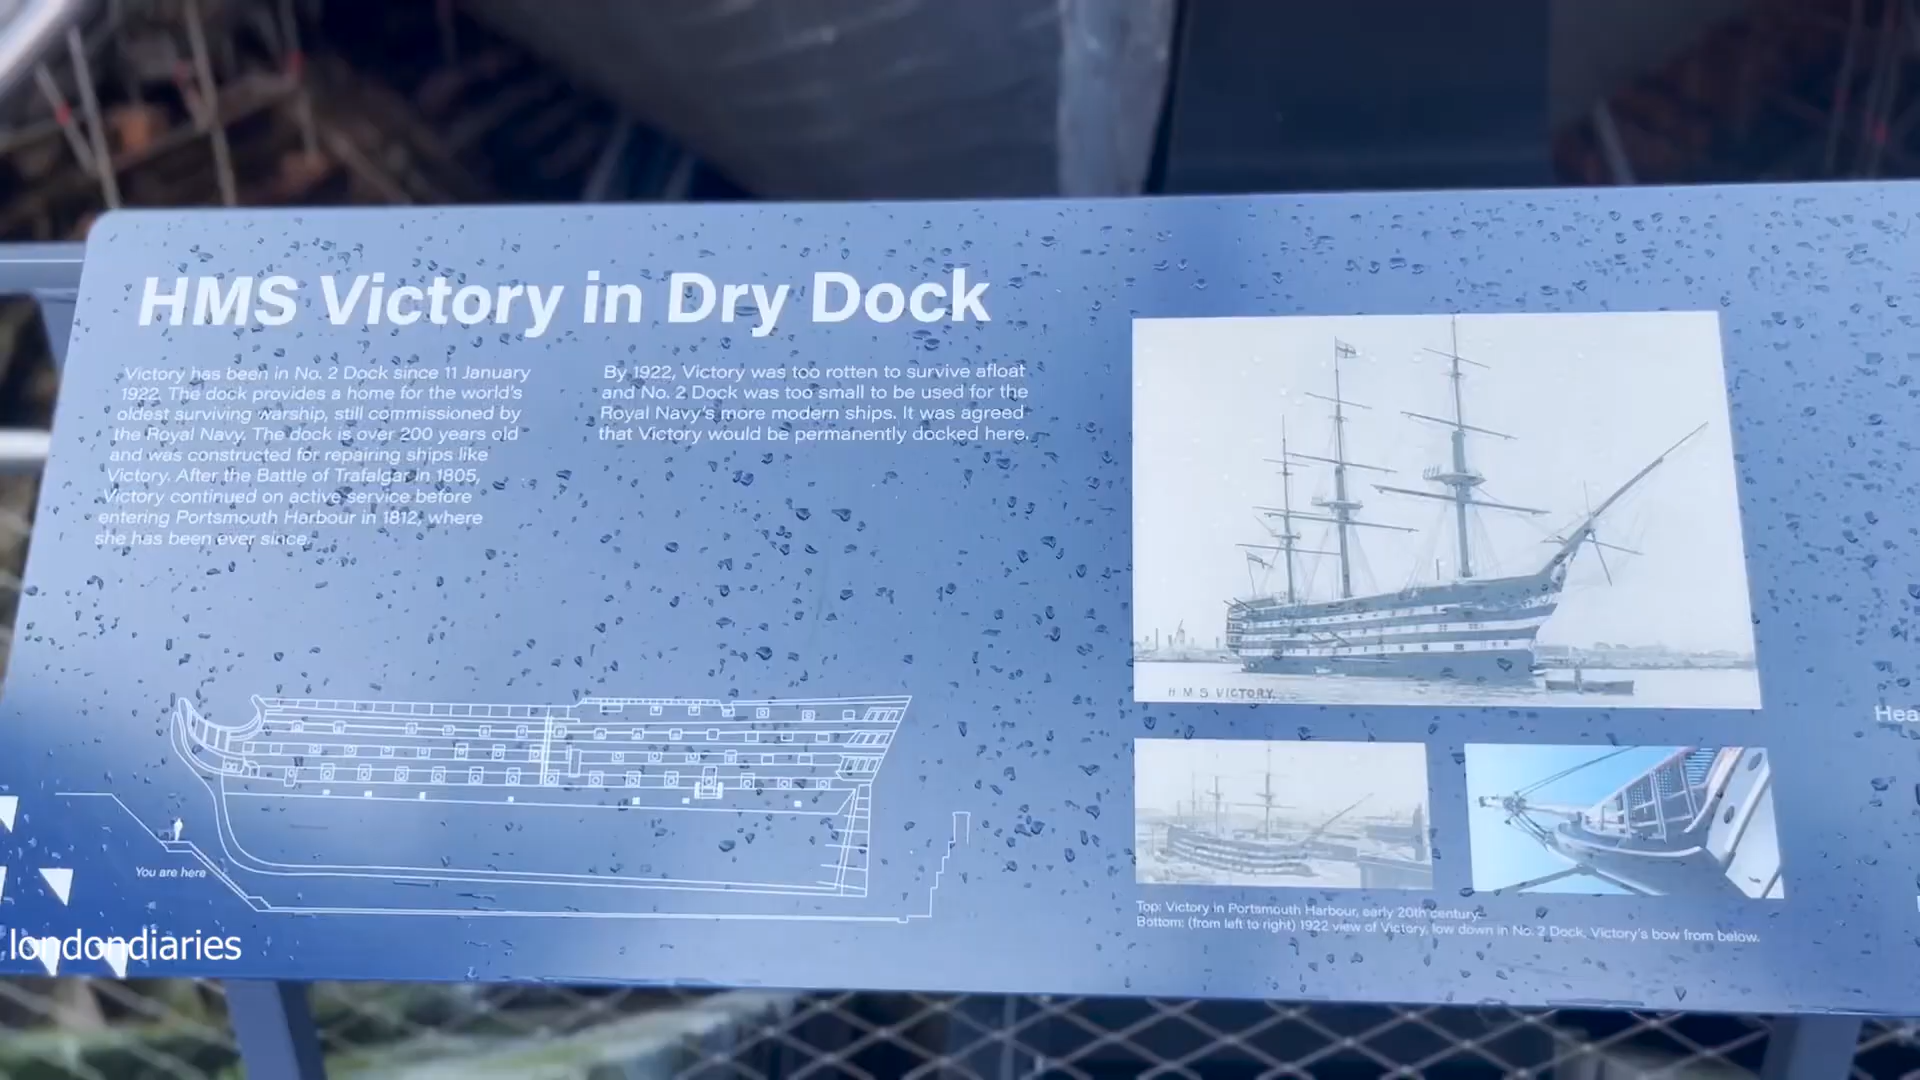 HMS Victory in Dry Dock
Victory has been in No. 2 Dock since 11 January
1922. The dock provides a home for the world's
oldest surviving warship, still commissioned by
the Royal Navy. The dock is over 200 years old
and was constructed for repairing ships like
Victory. After the Battle of Trafalgar in 1805,
Victory continued on active service before
entering Portsmouth Harbour in 1812, where
she has been ever since.
By 1922, Victory was too rotten to survive afloat
and No. 2 Dock was too small to be used for the
Royal Navy's more modern ships. It was agreed
that Victory would be permanently docked here.
H M S VICTORY.
You are here
Top: Victory in Portsmouth Harbour, early 20th century.
Bottom: (from left to right) 1922 view of Victory, low down in No. 2 Dock, Victory's bow from below.
Hea
londondiaries